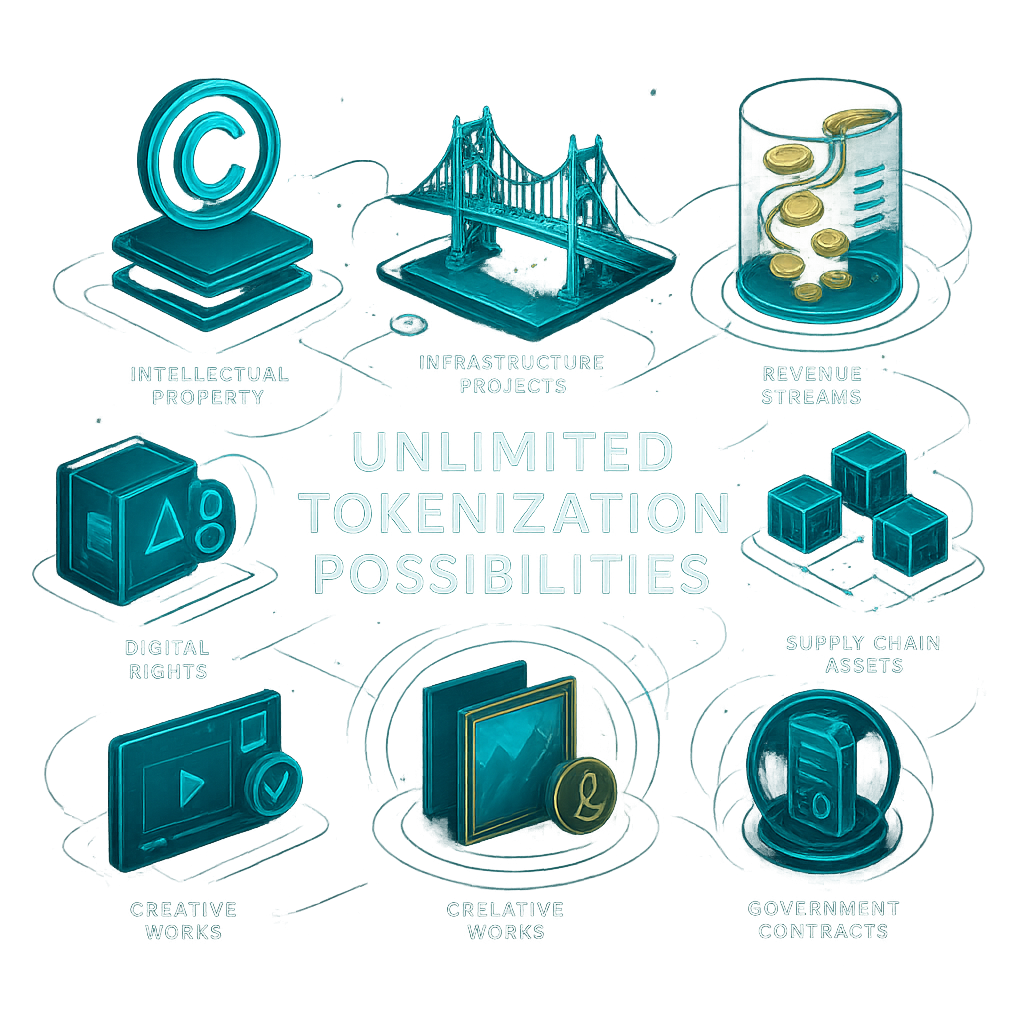 INTELLECTUAL
PROPERTY
INFRASTRUCTURE
PROJECTS
REVENUE
STREAMS
UNLIMITED
TOKENIZATION
POSSIBILITIES
DIGITAL
RIGHTS
SUPPLY CHAIN
ASSETS
CREATIVE
WORKS
CRELATIVE
WORKS
GOVERNMENT
CONTRACTS